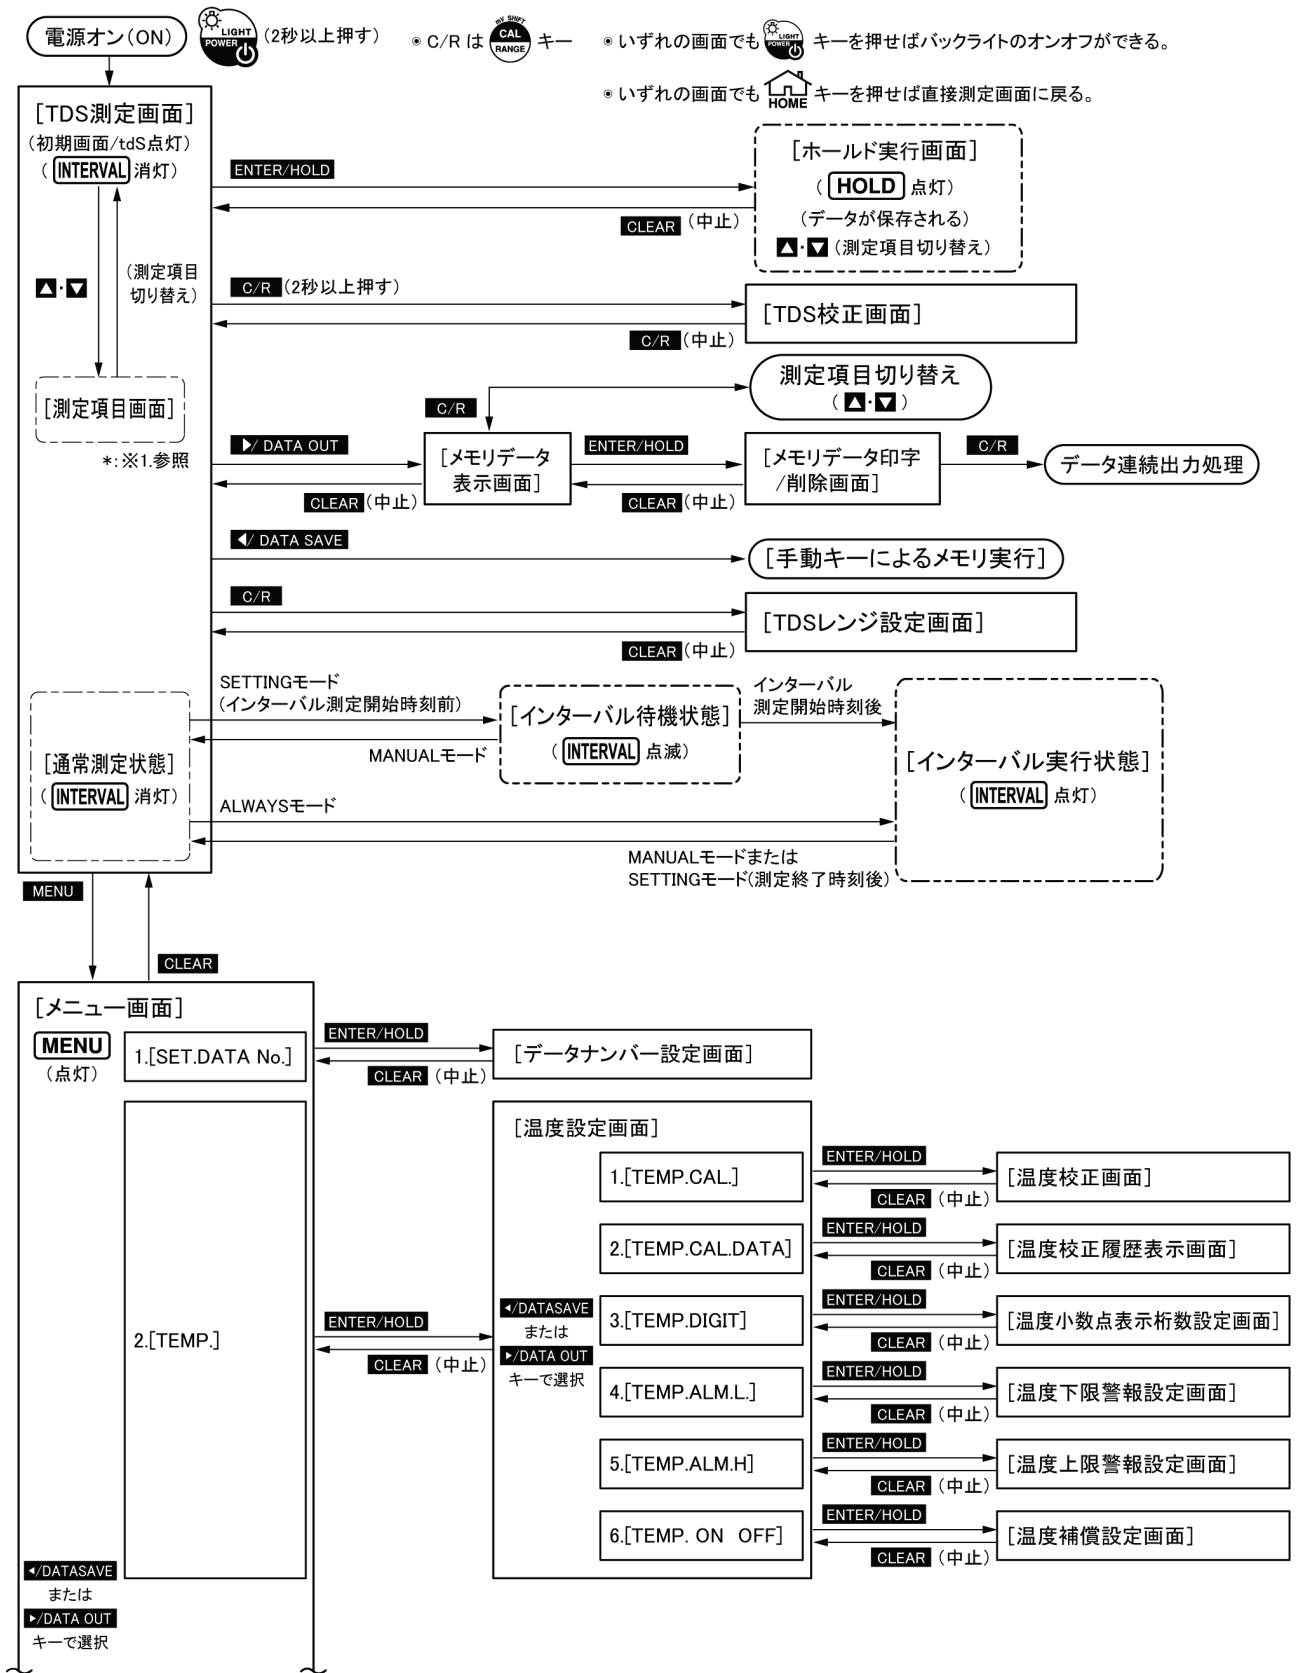 電源オン(ON)
LIGHT
POWER
(2秒以上押す)
◉ C/R は
mV SHIFT
CAL
RANGE
キー
◉ いずれの画面でも
LIGHT
POWER
キーを押せばバックライトのオンオフができる。
◉ いずれの画面でも
HOME
キーを押せば直接測定画面に戻る。
[TDS測定画面]
(初期画面/tdS点灯)
(INTERVAL 消灯)
ENTER/HOLD
CLEAR (中止)
[ホールド実行画面]
(HOLD 点灯)
(データが保存される)
▲・▼ (測定項目切り替え)
▲・▼
(測定項目
切り替え)
C/R (2秒以上押す)
C/R (中止)
[TDS校正画面]
[測定項目画面]
*:※1.参照
C/R
測定項目切り替え
(▲・▼)
▶/ DATA OUT
CLEAR (中止)
[メモリデータ
表示画面]
ENTER/HOLD
CLEAR (中止)
[メモリデータ印字
/削除画面]
C/R
データ連続出力処理
◀/ DATA SAVE
[手動キーによるメモリ実行]
C/R
CLEAR (中止)
[TDSレンジ設定画面]
[通常測定状態]
(INTERVAL 消灯)
SETTINGモード
(インターバル測定開始時刻前)
MANUALモード
[インターバル待機状態]
(INTERVAL 点滅)
インターバル
測定開始時刻後
[インターバル実行状態]
(INTERVAL 点灯)
ALWAYSモード
MANUALモードまたは
SETTINGモード(測定終了時刻後)
MENU
CLEAR
[メニュー画面]
MENU
(点灯)
1.[SET.DATA No.]
ENTER/HOLD
CLEAR (中止)
[データナンバー設定画面]
2.[TEMP.]
ENTER/HOLD
CLEAR (中止)
[温度設定画面]
◂/DATASAVE
または
▸/DATA OUT
キーで選択
1.[TEMP.CAL.]
ENTER/HOLD
CLEAR (中止)
[温度校正画面]
2.[TEMP.CAL.DATA]
ENTER/HOLD
CLEAR (中止)
[温度校正履歴表示画面]
3.[TEMP.DIGIT]
ENTER/HOLD
CLEAR (中止)
[温度小数点表示桁数設定画面]
4.[TEMP.ALM.L.]
ENTER/HOLD
CLEAR (中止)
[温度下限警報設定画面]
5.[TEMP.ALM.H]
ENTER/HOLD
CLEAR (中止)
[温度上限警報設定画面]
6.[TEMP. ON OFF]
ENTER/HOLD
CLEAR (中止)
[温度補償設定画面]
◂/DATASAVE
または
▸/DATA OUT
キーで選択